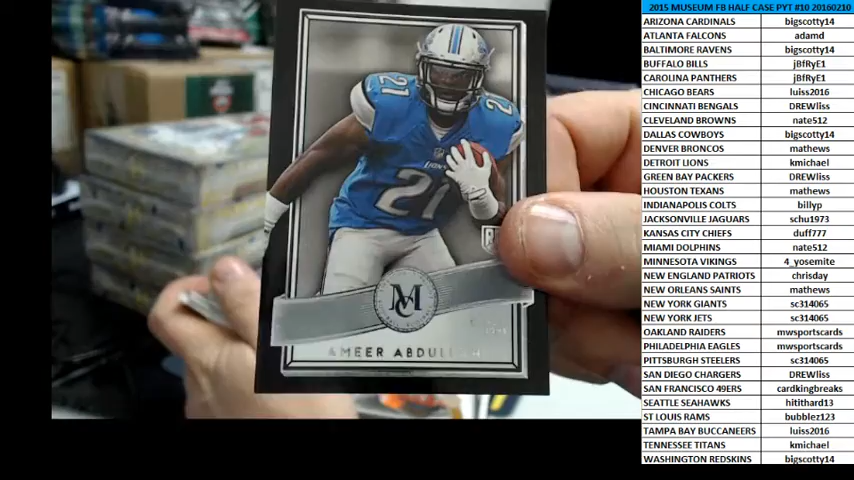 21
2
21
LIONS
MC
AMEER ABDULLAH
2015 MUSEUM FB HALF CASE PYT #10 20160210
ARIZONA CARDINALS bigscotty14
ATLANTA FALCONS adamd
BALTIMORE RAVENS bigscotty14
BUFFALO BILLS jBfRyE1
CAROLINA PANTHERS jBfRyE1
CHICAGO BEARS luiss2016
CINCINNATI BENGALS DREWliss
CLEVELAND BROWNS nate512
DALLAS COWBOYS bigscotty14
DENVER BRONCOS mathews
DETROIT LIONS kmichael
GREEN BAY PACKERS DREWliss
HOUSTON TEXANS mathews
INDIANAPOLIS COLTS billyp
JACKSONVILLE JAGUARS schu1973
KANSAS CITY CHIEFS duff777
MIAMI DOLPHINS nate512
MINNESOTA VIKINGS 4_yosemite
NEW ENGLAND PATRIOTS chrisday
NEW ORLEANS SAINTS mathews
NEW YORK GIANTS sc314065
NEW YORK JETS sc314065
OAKLAND RAIDERS mwsportscards
PHILADELPHIA EAGLES mwsportscards
PITTSBURGH STEELERS sc314065
SAN DIEGO CHARGERS DREWliss
SAN FRANCISCO 49ERS cardkingbreaks
SEATTLE SEAHAWKS hitithard13
ST LOUIS RAMS bubblez123
TAMPA BAY BUCCANEERS luiss2016
TENNESSEE TITANS kmichael
WASHINGTON REDSKINS bigscotty14